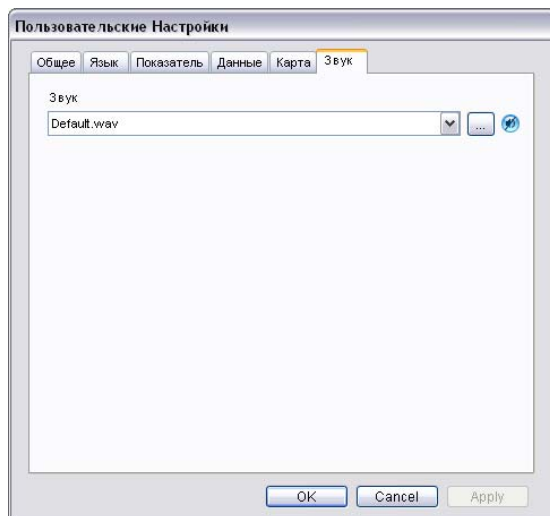 Пользовательские Настройки
Общее Язык Показатель Данные Карта Звук
Звук
Default.wav ...
OK Cancel Apply